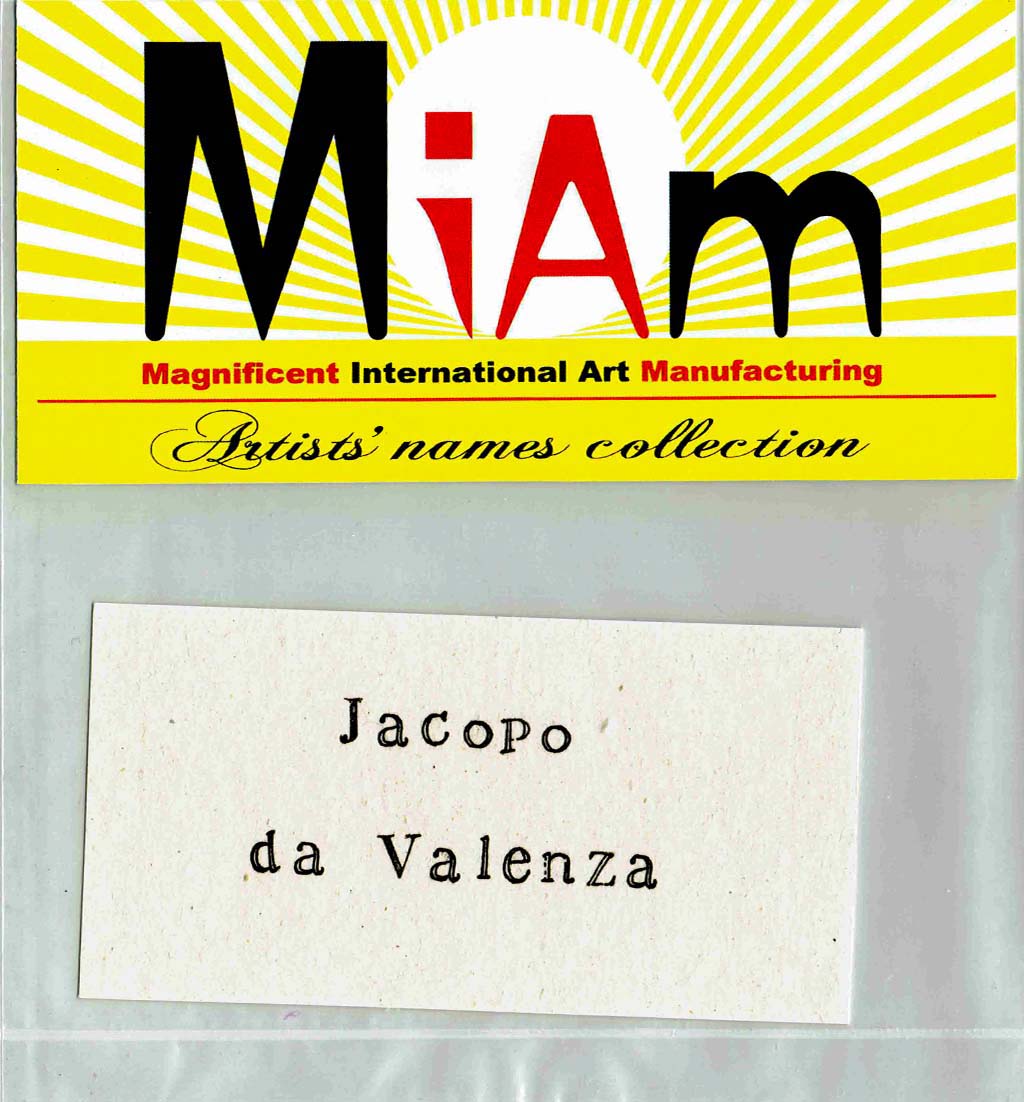 MiAm
Magnificent International Art Manufacturing
Artists' names collection
Jacopo
da Valenza